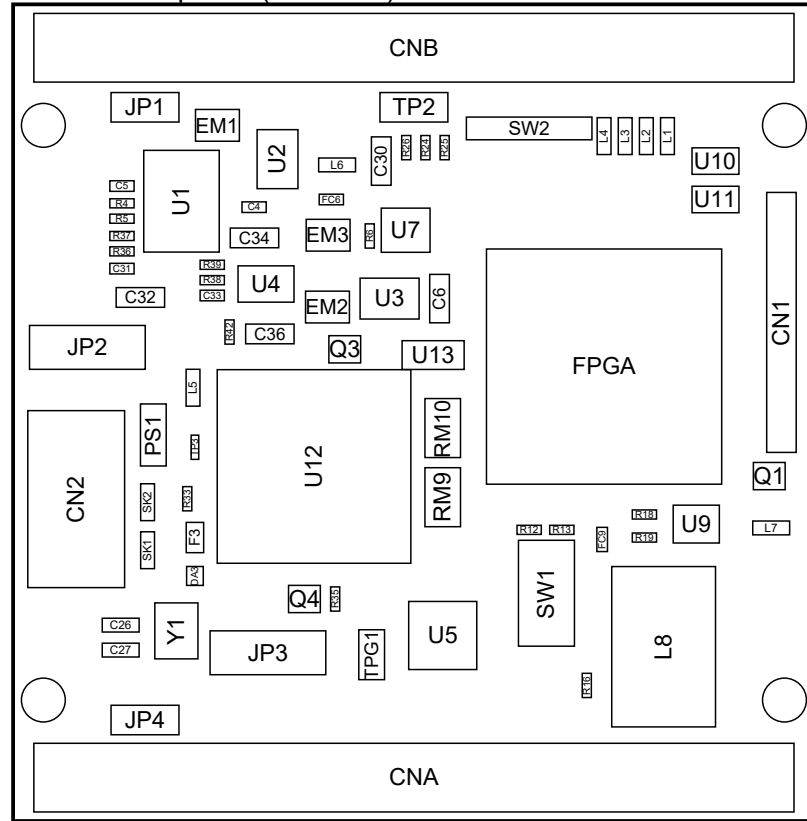 CNB
JP1
TP2
EM1
SW2
L4
L3
L2
L1
U2
C30
R26
R24
R25
L6
U10
C5
U1
R4
C4
FC6
U11
R5
C34
EM3
R6
U7
R37
R36
C31
R39
R38
C33
U4
C32
EM2
U3
C6
CN1
R42
C36
Q3
U13
JP2
FPGA
L5
PS1
TP3
RM10
U12
CN2
RM9
Q1
SK2
R33
R18
U9
L7
SK1
F3
R12
R13
FC9
R19
DA3
Q4
R35
SW1
C26
Y1
C27
JP3
TPG1
U5
L8
R16
JP4
CNA